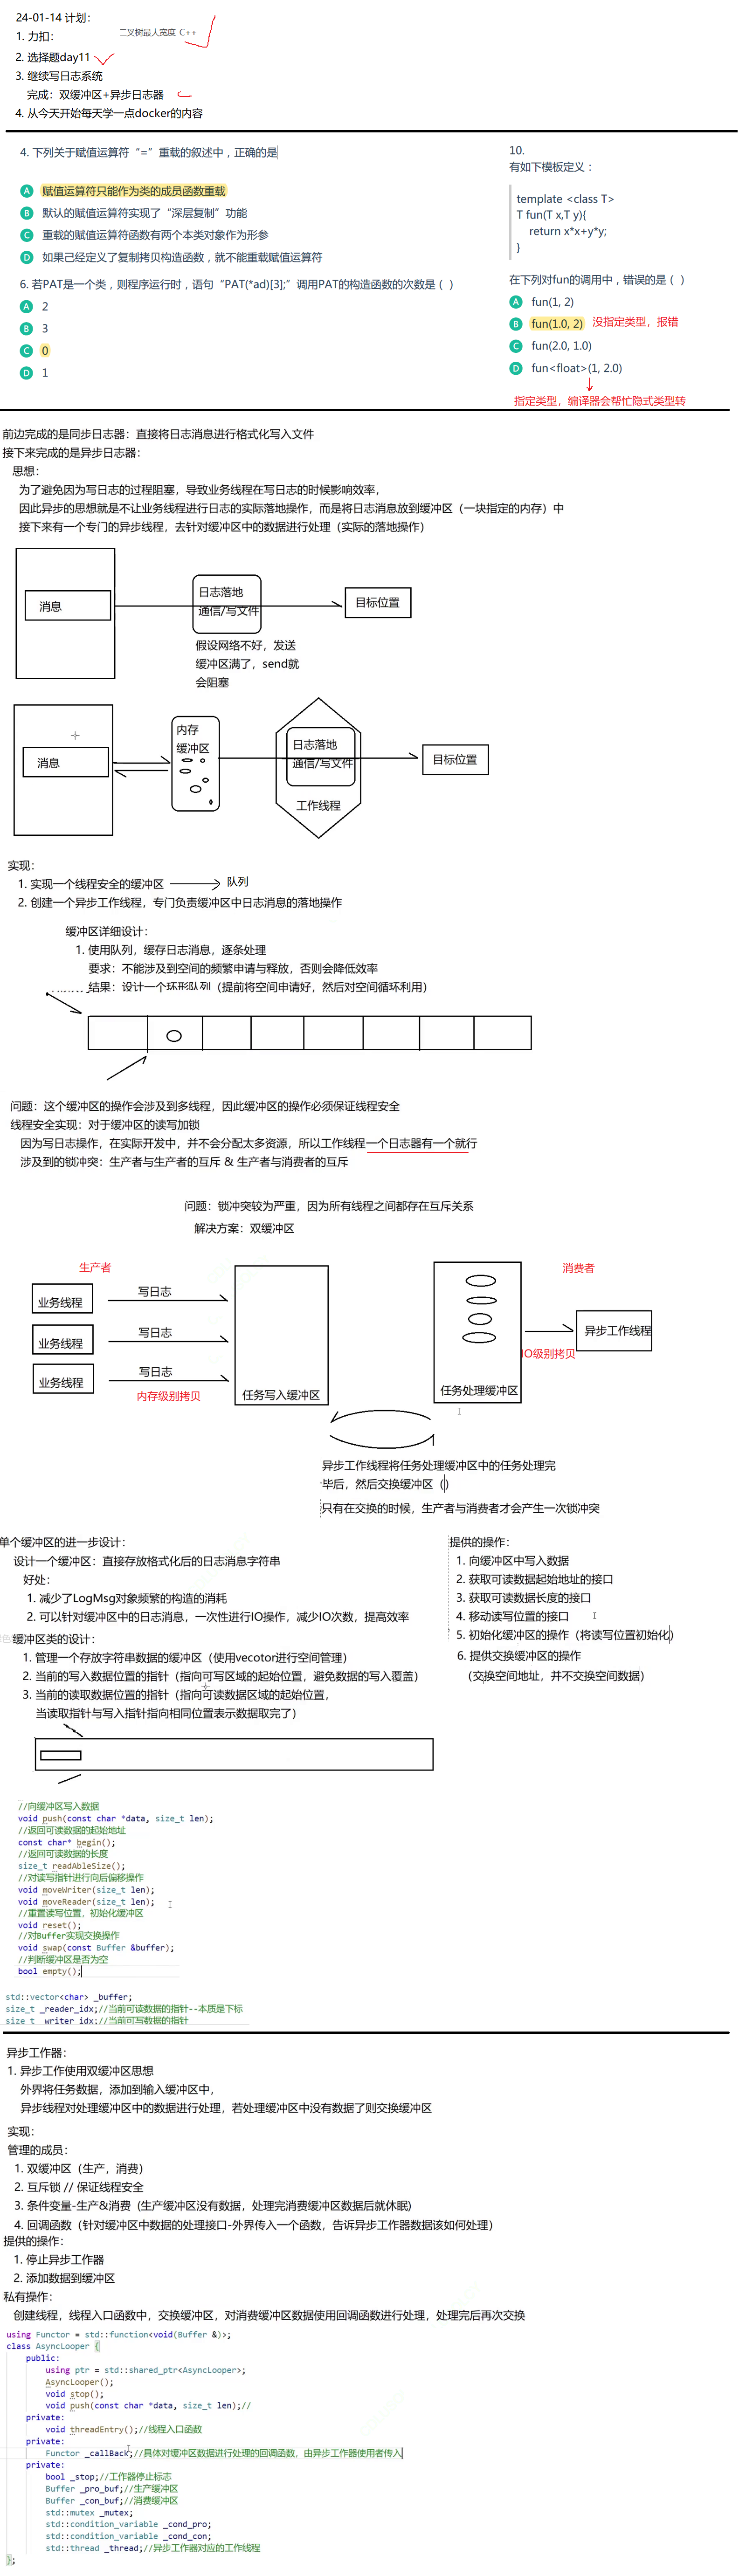 24-01-14 计划：
1. 力扣： 二叉树最大宽度 C++
2. 选择题day11
3. 继续写日志系统
完成：双缓冲区+异步日志器
4. 从今天开始每天学一点docker的内容
4. 下列关于赋值运算符“=”重载的叙述中，正确的是
A 赋值运算符只能作为类的成员函数重载
B 默认的赋值运算符实现了“深层复制”功能
C 重载的赋值运算符函数有两个本类对象作为形参
D 如果己经定义了复制拷贝构造函数，就不能重载赋值运算符
6. 若PAT是一个类，则程序运行时，语句“PAT(*ad)[3];”调用PAT的构造函数的次数是（ ）
A 2
B 3
C 0
D 1
10.
有如下模板定义：
template <class T>
T fun(T x,T y){
return x*x+y*y;
}
在下列对fun的调用中，错误的是（ ）
A fun(1, 2)
B fun(1.0, 2) 没指定类型，报错
C fun(2.0, 1.0)
D fun<float>(1, 2.0)
指定类型，编译器会帮忙隐式类型转
前边完成的是同步日志器：直接将日志消息进行格式化写入文件
接下来完成的是异步日志器：
思想：
为了避免因为写日志的过程阻塞，导致业务线程在写日志的时候影响效率，
因此异步的思想就是不让业务线程进行日志的实际落地操作，而是将日志消息放到缓冲区（一块指定的内存）中
接下来有一个专门的异步线程，去针对缓冲区中的数据进行处理（实际的落地操作）
消息
日志落地
通信/写文件
目标位置
假设网络不好，发送
缓冲区满了，send就
会阻塞
消息
内存
缓冲区
日志落地
通信/写文件
工作线程
目标位置
实现：
1. 实现一个线程安全的缓冲区 队列
2. 创建一个异步工作线程，专门负责缓冲区中日志消息的落地操作
缓冲区详细设计：
1. 使用队列，缓存日志消息，逐条处理
要求：不能涉及到空间的频繁申请与释放，否则会降低效率
结果：设计一个环形队列（提前将空间申请好，然后对空间循环利用）
问题：这个缓冲区的操作会涉及到多线程，因此缓冲区的操作必须保证线程安全
线程安全实现：对于缓冲区的读写加锁
因为写日志操作，在实际开发中，并不会分配太多资源，所以工作线程一个日志器有一个就行
涉及到的锁冲突：生产者与生产者的互斥 & 生产者与消费者的互斥
问题：锁冲突较为严重，因为所有线程之间都存在互斥关系
解决方案：双缓冲区
生产者
消费者
业务线程 写日志
业务线程 写日志
业务线程 写日志
内存级别拷贝
任务写入缓冲区
任务处理缓冲区
异步工作线程
IO级别拷贝
异步工作线程将任务处理缓冲区中的任务处理完
毕后，然后交换缓冲区（）
只有在交换的时候，生产者与消费者才会产生一次锁冲突
单个缓冲区的进一步设计：
设计一个缓冲区：直接存放格式化后的日志消息字符串
好处：
1. 减少了LogMsg对象频繁的构造的消耗
2. 可以针对缓冲区中的日志消息，一次性进行IO操作，减少IO次数，提高效率
缓冲区类的设计：
1. 管理一个存放字符串数据的缓冲区（使用vecotor进行空间管理）
2. 当前的写入数据位置的指针（指向可写区域的起始位置，避免数据的写入覆盖）
3. 当前的读取数据位置的指针（指向可读数据区域的起始位置，
当读取指针与写入指针指向相同位置表示数据取完了）
提供的操作：
1. 向缓冲区中写入数据
2. 获取可读数据起始地址的接口
3. 获取可读数据长度的接口
4. 移动读写位置的接口
5. 初始化缓冲区的操作（将读写位置初始化）
6. 提供交换缓冲区的操作
（交换空间地址，并不交换空间数据）
//向缓冲区写入数据
void push(const char *data, size_t len);
//返回可读数据的起始地址
const char* begin();
//返回可读数据的长度
size_t readAbleSize();
//对读写指针进行向后偏移操作
void moveWriter(size_t len);
void moveReader(size_t len);
//重置读写位置，初始化缓冲区
void reset();
//对Buffer实现交换操作
void swap(const Buffer &buffer);
//判断缓冲区是否为空
bool empty();
std::vector<char> _buffer;
size_t _reader_idx;//当前可读数据的指针--本质是下标
size_t _writer_idx;//当前可写数据的指针
异步工作器：
1. 异步工作使用双缓冲区思想
外界将任务数据，添加到输入缓冲区中，
异步线程对处理缓冲区中的数据进行处理，若处理缓冲区中没有数据了则交换缓冲区
实现：
管理的成员：
1. 双缓冲区（生产，消费）
2. 互斥锁 // 保证线程安全
3. 条件变量-生产&消费（生产缓冲区没有数据，处理完消费缓冲区数据后就休眠）
4. 回调函数（针对缓冲区中数据的处理接口-外界传入一个函数，告诉异步工作器数据该如何处理）
提供的操作：
1. 停止异步工作器
2. 添加数据到缓冲区
私有操作：
创建线程，线程入口函数中，交换缓冲区，对消费缓冲区数据使用回调函数进行处理，处理完后再次交换
using Functor = std::function<void(Buffer &)>;
class AsyncLooper {
public:
using ptr = std::shared_ptr<AsyncLooper>;
AsyncLooper();
void stop();
void push(const char *data, size_t len);//
private:
void threadEntry();//线程入口函数
private:
Functor _callBack;//具体对缓冲区数据进行处理的回调函数，由异步工作器使用者传入
private:
bool _stop;//工作器停止标志
Buffer _pro_buf;//生产缓冲区
Buffer _con_buf;//消费缓冲区
std::mutex _mutex;
std::condition_variable _cond_pro;
std::condition_variable _cond_con;
std::thread _thread;//异步工作器对应的工作线程
};